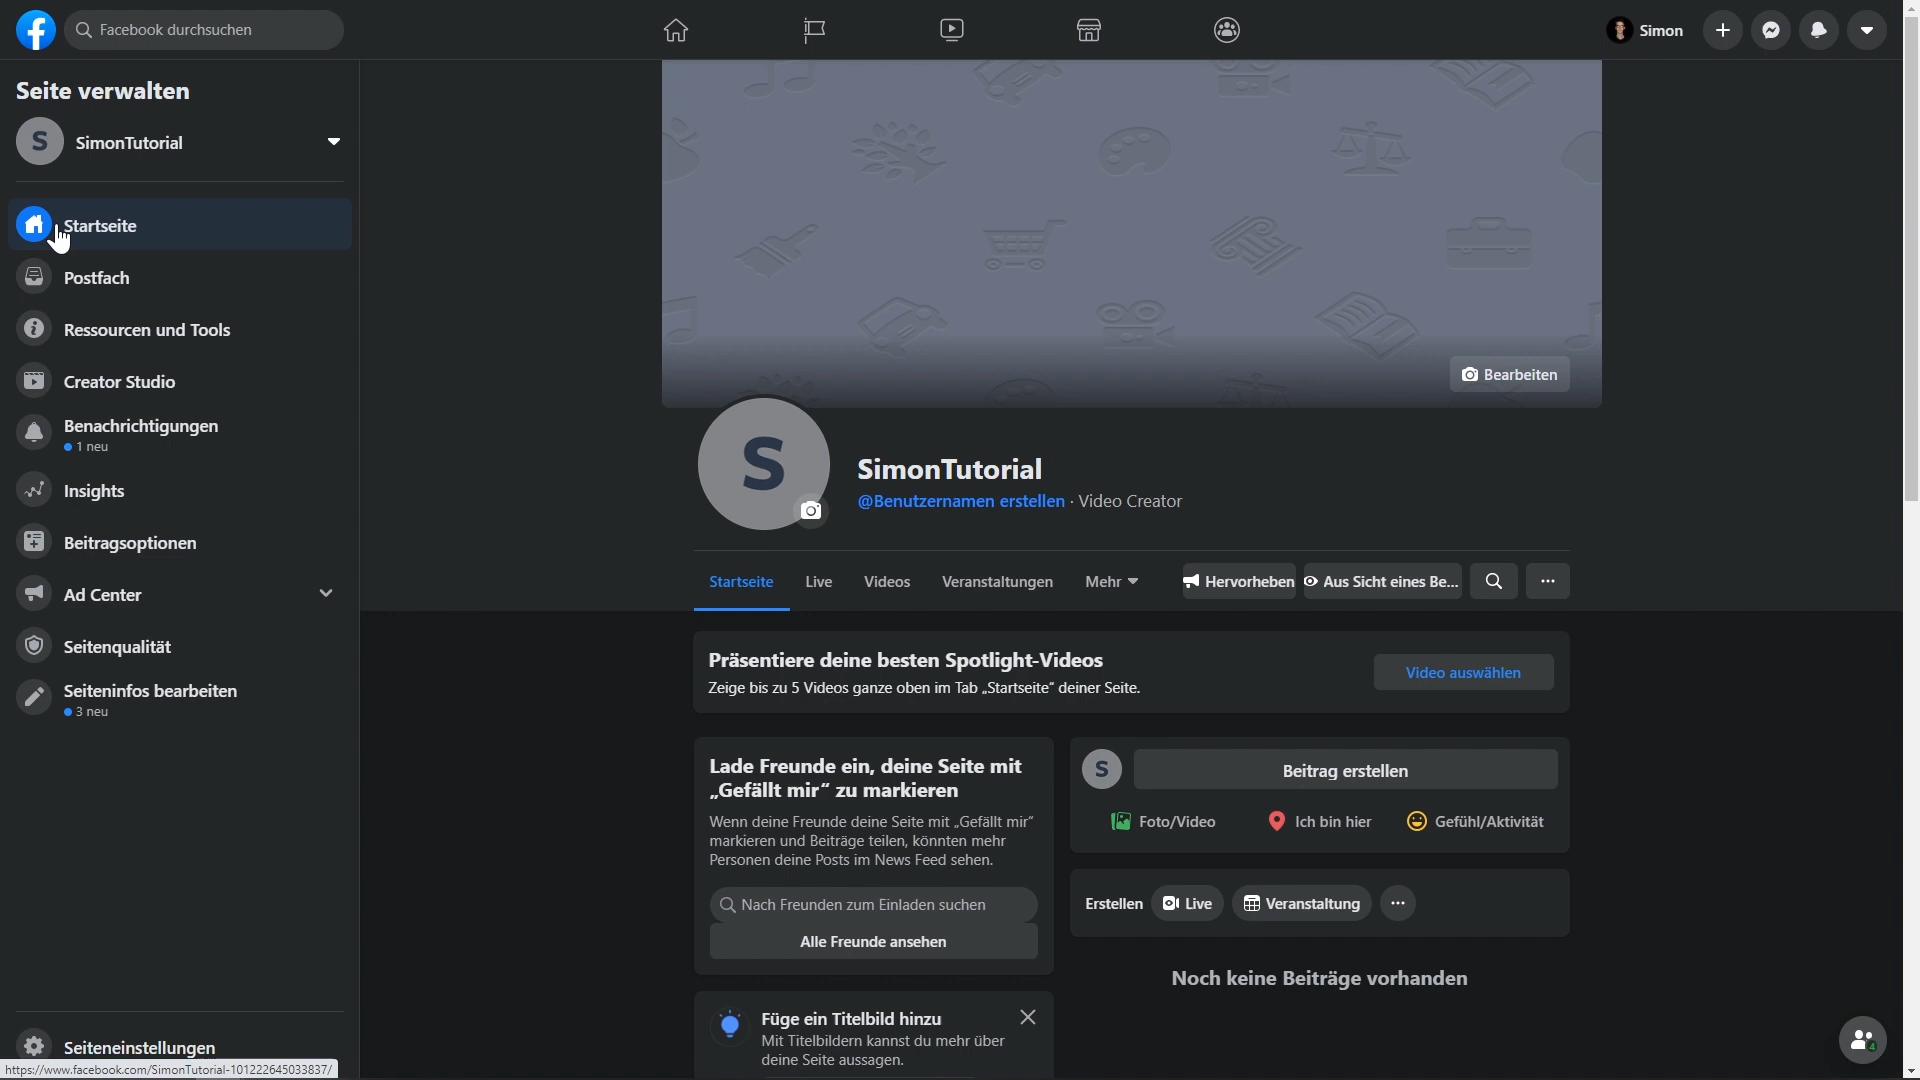 Facebook durchsuchen
Simon
Seite verwalten
S
SimonTutorial
Startseite
Postfach
Ressourcen und Tools
Creator Studio
Benachrichtigungen
1 neu
Insights
Beitragsoptionen
Ad Center
Seitenqualität
Seiteninfos bearbeiten
3 neu
Seiteneinstellungen
https://www.facebook.com/SimonTutorial-101222645033837/
Bearbeiten
S
SimonTutorial
@Benutzernamen erstellen · Video Creator
Startseite Live Videos Veranstaltungen Mehr Hervorheben Aus Sicht eines Be...
Präsentiere deine besten Spotlight-Videos
Zeige bis zu 5 Videos ganze oben im Tab „Startseite“ deiner Seite.
Video auswählen
Lade Freunde ein, deine Seite mit
„Gefällt mir“ zu markieren
Wenn deine Freunde deine Seite mit „Gefällt mir“
markieren und Beiträge teilen, könnten mehr
Personen deine Posts im News Feed sehen.
Nach Freunden zum Einladen suchen
Alle Freunde ansehen
Füge ein Titelbild hinzu
Mit Titelbildern kannst du mehr über
deine Seite aussagen.
S
Beitrag erstellen
Foto/Video Ich bin hier Gefühl/Aktivität
Erstellen Live Veranstaltung
Noch keine Beiträge vorhanden
4